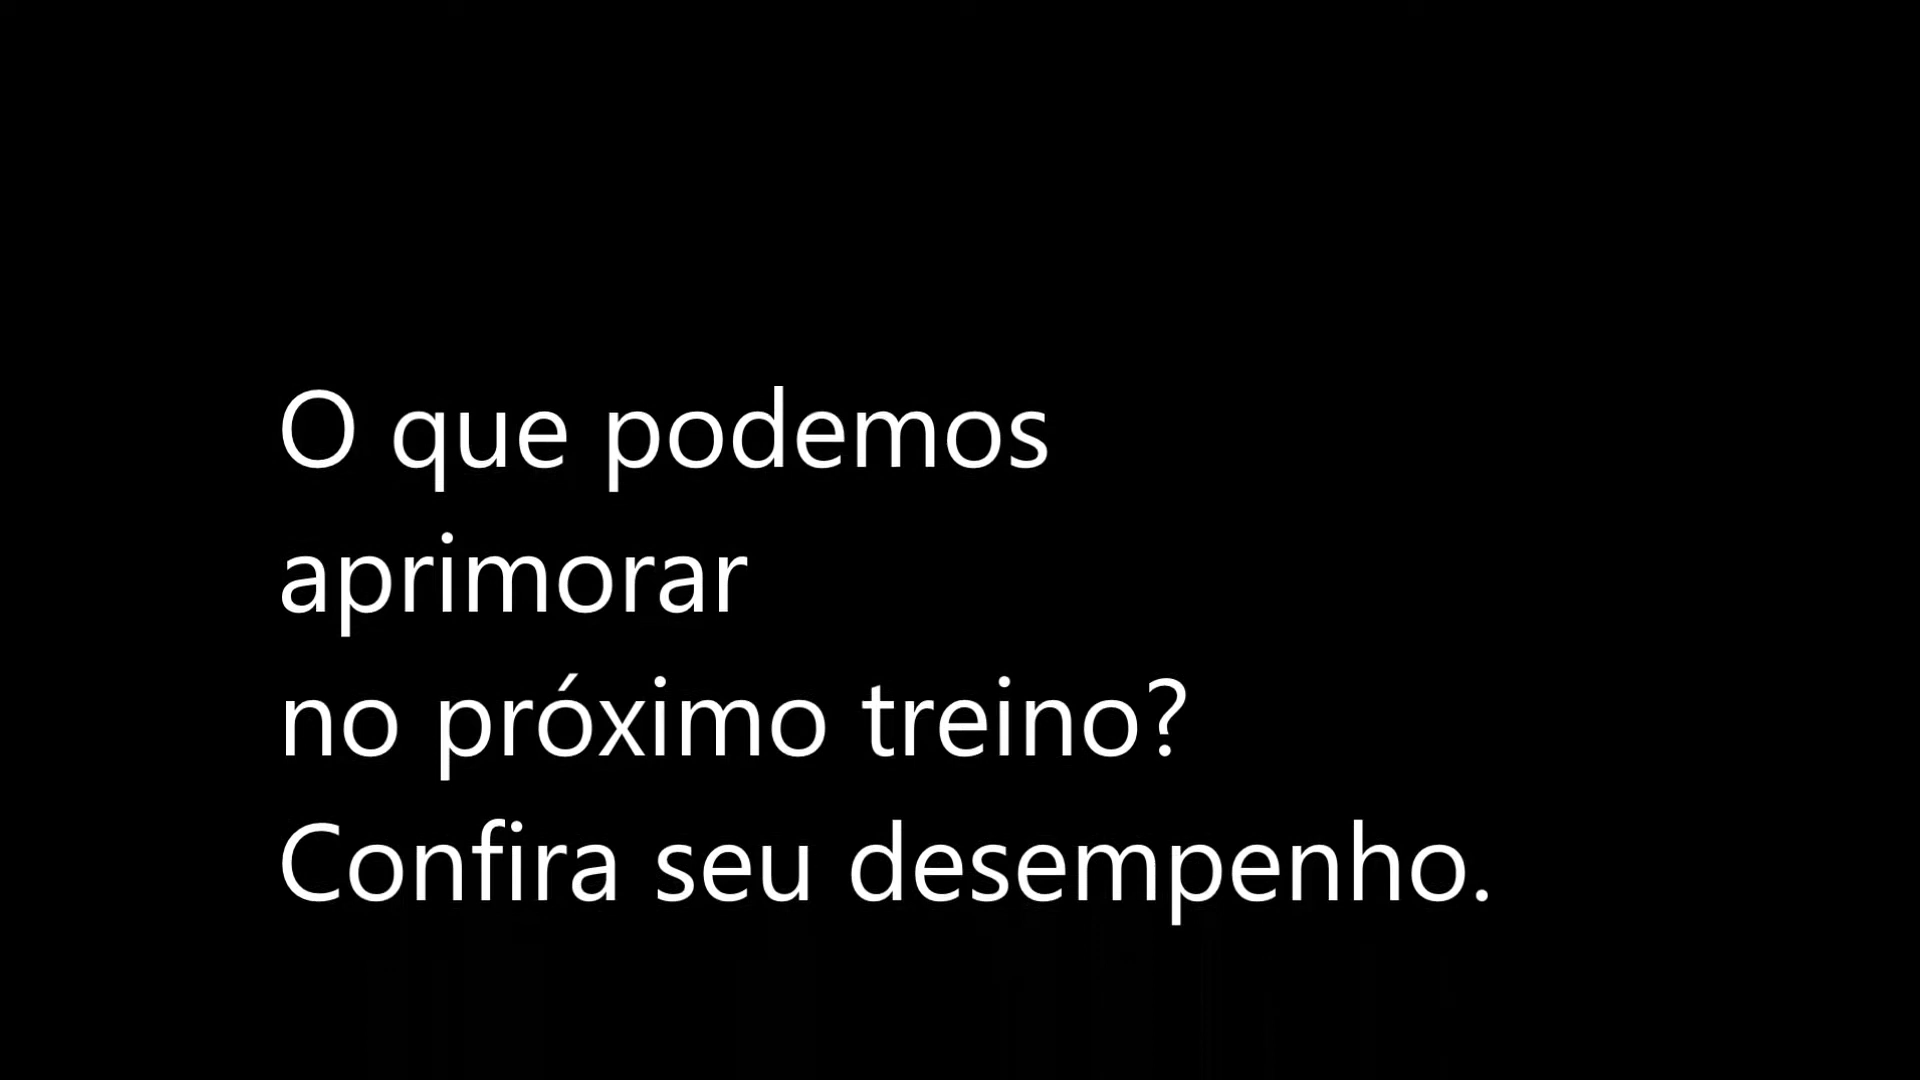 O que podemos
aprimorar
no próximo treino?
Confira seu desempenho.